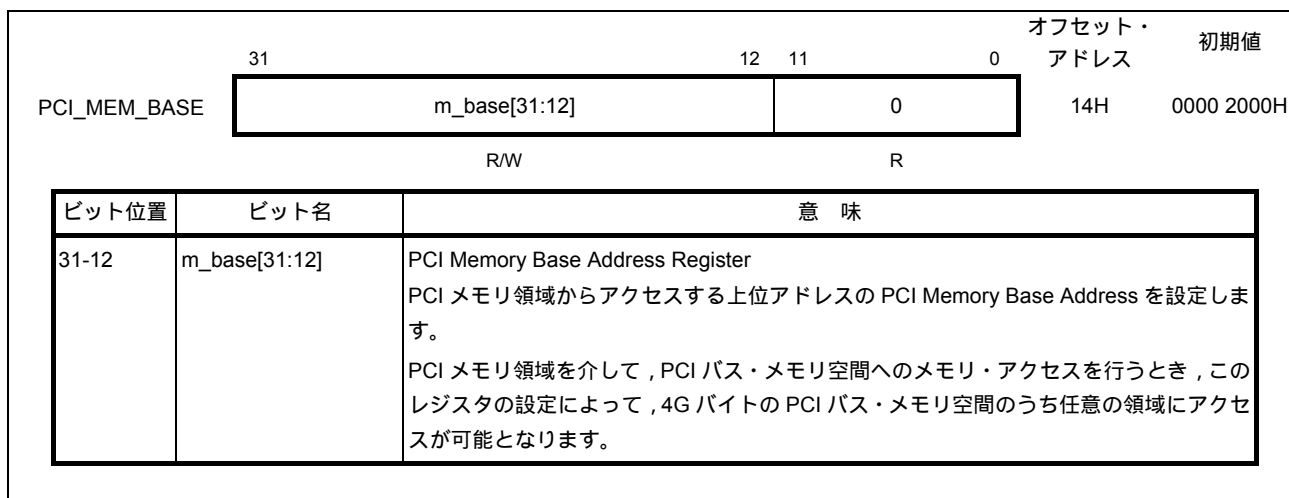 オフセット・
アドレス
初期値
31 12 11 0
PCI_MEM_BASE m_base[31:12] 0 14H 0000 2000H
R/W R
ビット位置 ビット名 意　味
31-12 m_base[31:12] PCI Memory Base Address Register
PCI メモリ領域からアクセスする上位アドレスの PCI Memory Base Address を設定しま
す。
PCI メモリ領域を介して , PCI バス・メモリ空間へのメモリ・アクセスを行うとき , この
レジスタの設定によって , 4G バイトの PCI バス・メモリ空間のうち任意の領域にアクセ
スが可能となります。